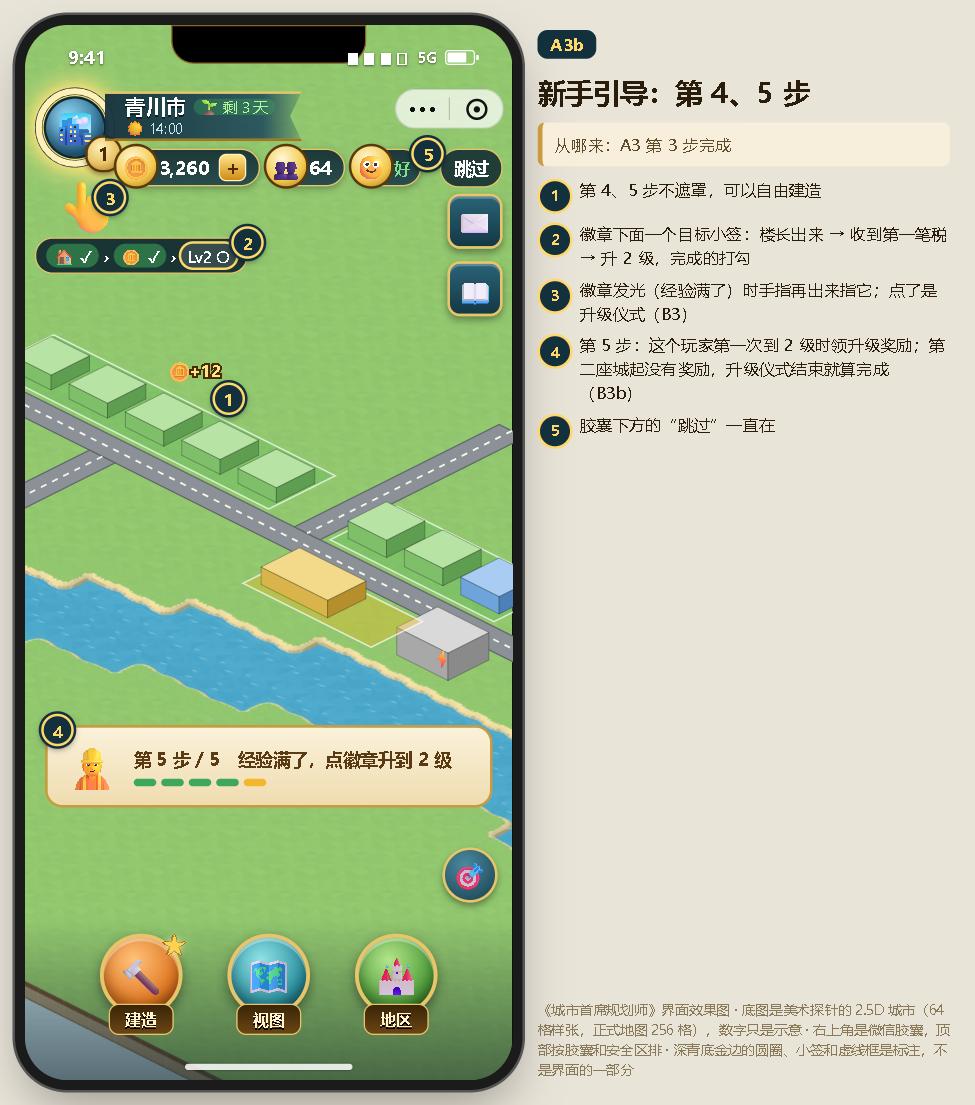 9:41
5G
青川市 剩 3 天
14:00
1
3,260 +
64
好
5
跳过
3
✓ › ✓ › Lv2
2
+12
1
4
第 5 步 / 5 经验满了，点徽章升到 2 级
建造
视图
地区
A3b
新手引导：第 4、5 步
从哪来：A3 第 3 步完成
1 第 4、5 步不遮罩，可以自由建造
2 徽章下面一个目标小签：楼长出来 → 收到第一笔税
→ 升 2 级，完成的打勾
3 徽章发光（经验满了）时手指再出来指它；点了是
升级仪式（B3）
4 第 5 步：这个玩家第一次到 2 级时领升级奖励；第
二座城起没有奖励，升级仪式结束就算完成
（B3b）
5 胶囊下方的“跳过”一直在
《城市首席规划师》界面效果图 · 底图是美术探针的 2.5D 城市（64
格样张，正式地图 256 格），数字只是示意 · 右上角是微信胶囊，顶
部按胶囊和安全区排 · 深青底金边的圆圈、小签和虚线框是标注，不
是界面的一部分